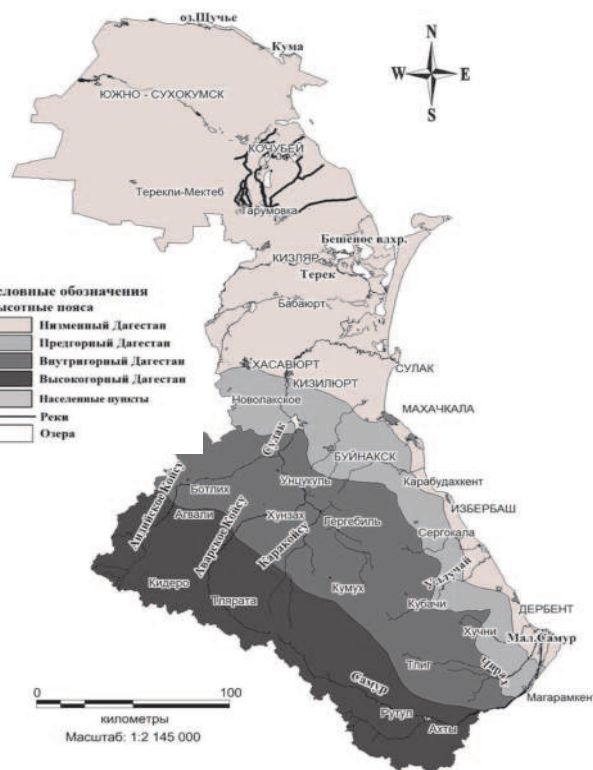 оз.Щучье
Кума
N
W E
S
ЮЖНО - СУХОКУМСК
КОЧУБЕЙ
Терекли-Мектеб
Тарумовка
Бешеное вдхр.
КИЗЛЯР
Терек
Бабаюрт
словные обозначения
ысотные пояса
Низменный Дагестан
Предгорный Дагестан
Внутригорный Дагестан
Высокогорный Дагестан
Населенные пункты
Реки
Озера
ХАСАВЮРТ
СУЛАК
КИЗИЛЮРТ
Новолакское
МАХАЧКАЛА
Сулак
БУЙНАКСК
Унцукуль
Карабудахкент
Ботлих
ИЗБЕРБАШ
Андийское Койсу
Агвали
Хунзах
Гергебиль
Сергокала
Аварское Койсу
Каракойсу
Кидеро
Кумух
Уллучай
Тлярата
Кубачи
ДЕРБЕНТ
Хучни
Мал.Самур
Тпиг
Чирах
Самур
Магарамкент
Рутул
Ахты
0 100
километры
Масштаб: 1:2 145 000